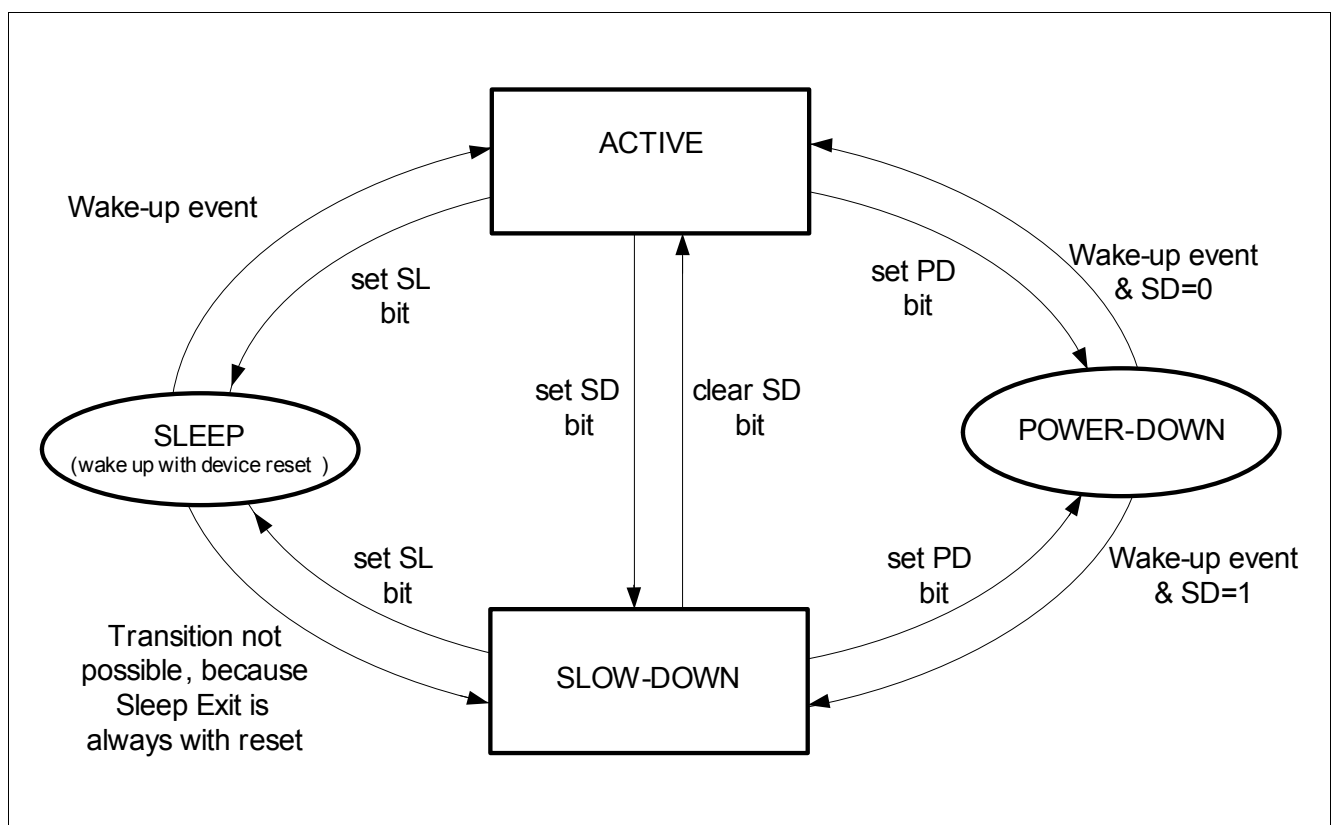 ACTIVE
Wake-up event
set SL
bit
set PD
bit
Wake-up event
& SD=0
set SD
bit
clear SD
bit
SLEEP
(wake up with device reset )
POWER-DOWN
set SL
bit
set PD
bit
Wake-up event
& SD=1
Transition not
possible, because
Sleep Exit is
always with reset
SLOW-DOWN